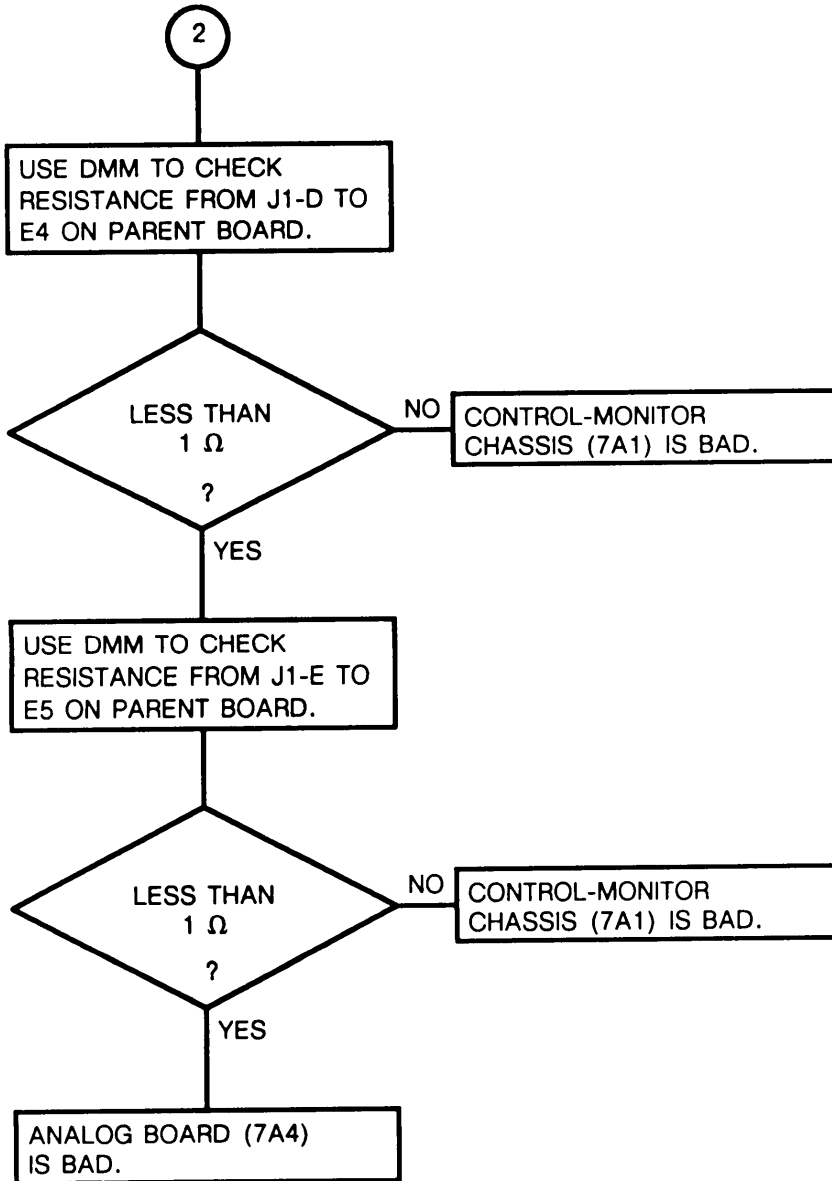 2
USE DMM TO CHECK
RESISTANCE FROM J1-D TO
E4 ON PARENT BOARD.
LESS THAN
1 Ω
?
NO
CONTROL-MONITOR
CHASSIS (7A1) IS BAD.
YES
USE DMM TO CHECK
RESISTANCE FROM J1-E TO
E5 ON PARENT BOARD.
LESS THAN
1 Ω
?
NO
CONTROL-MONITOR
CHASSIS (7A1) IS BAD.
YES
ANALOG BOARD (7A4)
IS BAD.